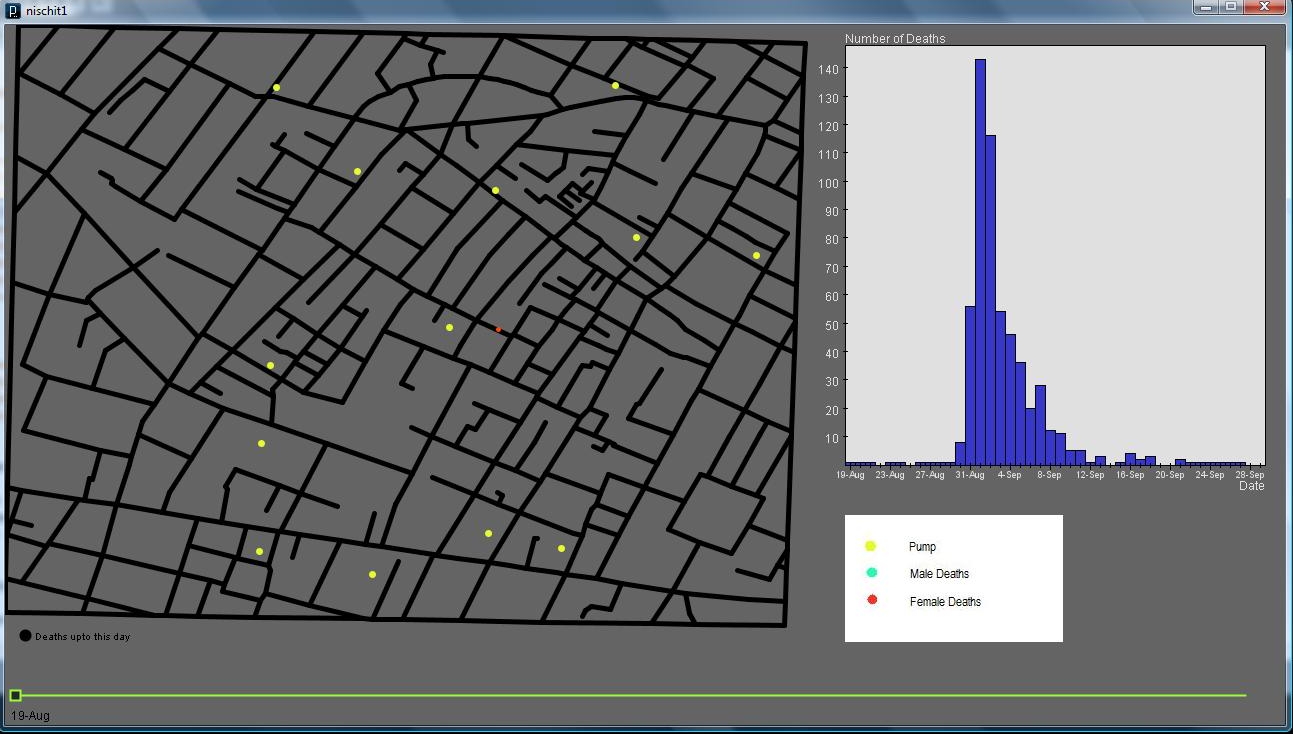 nischit1
Number of Deaths
140
130
120
110
100
90
80
70
60
50
40
30
20
10
19-Aug 23-Aug 27-Aug 31-Aug 4-Sep 8-Sep 12-Sep 16-Sep 20-Sep 24-Sep 28-Sep
Date
Pump
Male Deaths
Female Deaths
Deaths upto this day
19-Aug